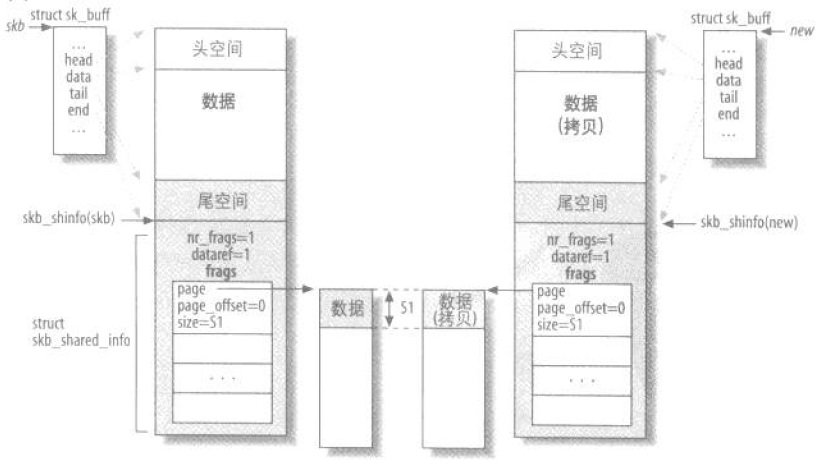 struct sk_buff
skb
...
head
data
tail
end
...
头空间
数据
尾空间
skb_shinfo(skb)
nr_frags=1
dataref=1
frags
page
page_offset=0
size=S1
...
struct
skb_shared_info
数据
S1
数据
(拷贝)
struct sk_buff
new
...
head
data
tail
end
...
头空间
数据
(拷贝)
尾空间
skb_shinfo(new)
nr_frags=1
dataref=1
frags
page
page_offset=0
size=S1
...